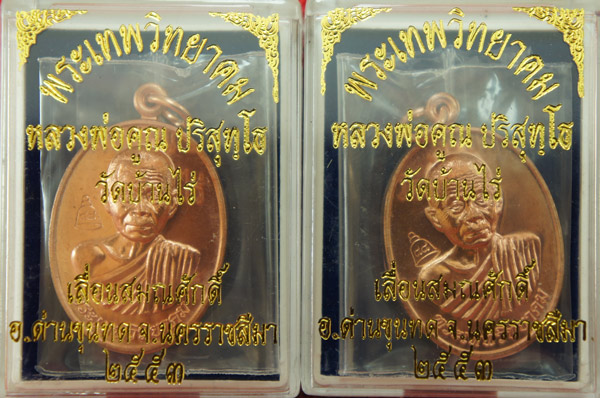 พระเทพวิทยาคม
หลวงพ่อคูณ ปริสุทฺโธ
วัดบ้านไร่
เลื่อนสมณศักดิ์
อ.ด่านขุนทด จ.นครราชสีมา
๒๕๕๓
พระเทพวิทยาคม
หลวงพ่อคูณ ปริสุทฺโธ
วัดบ้านไร่
เลื่อนสมณศักดิ์
อ.ด่านขุนทด จ.นครราชสีมา
๒๕๕๓